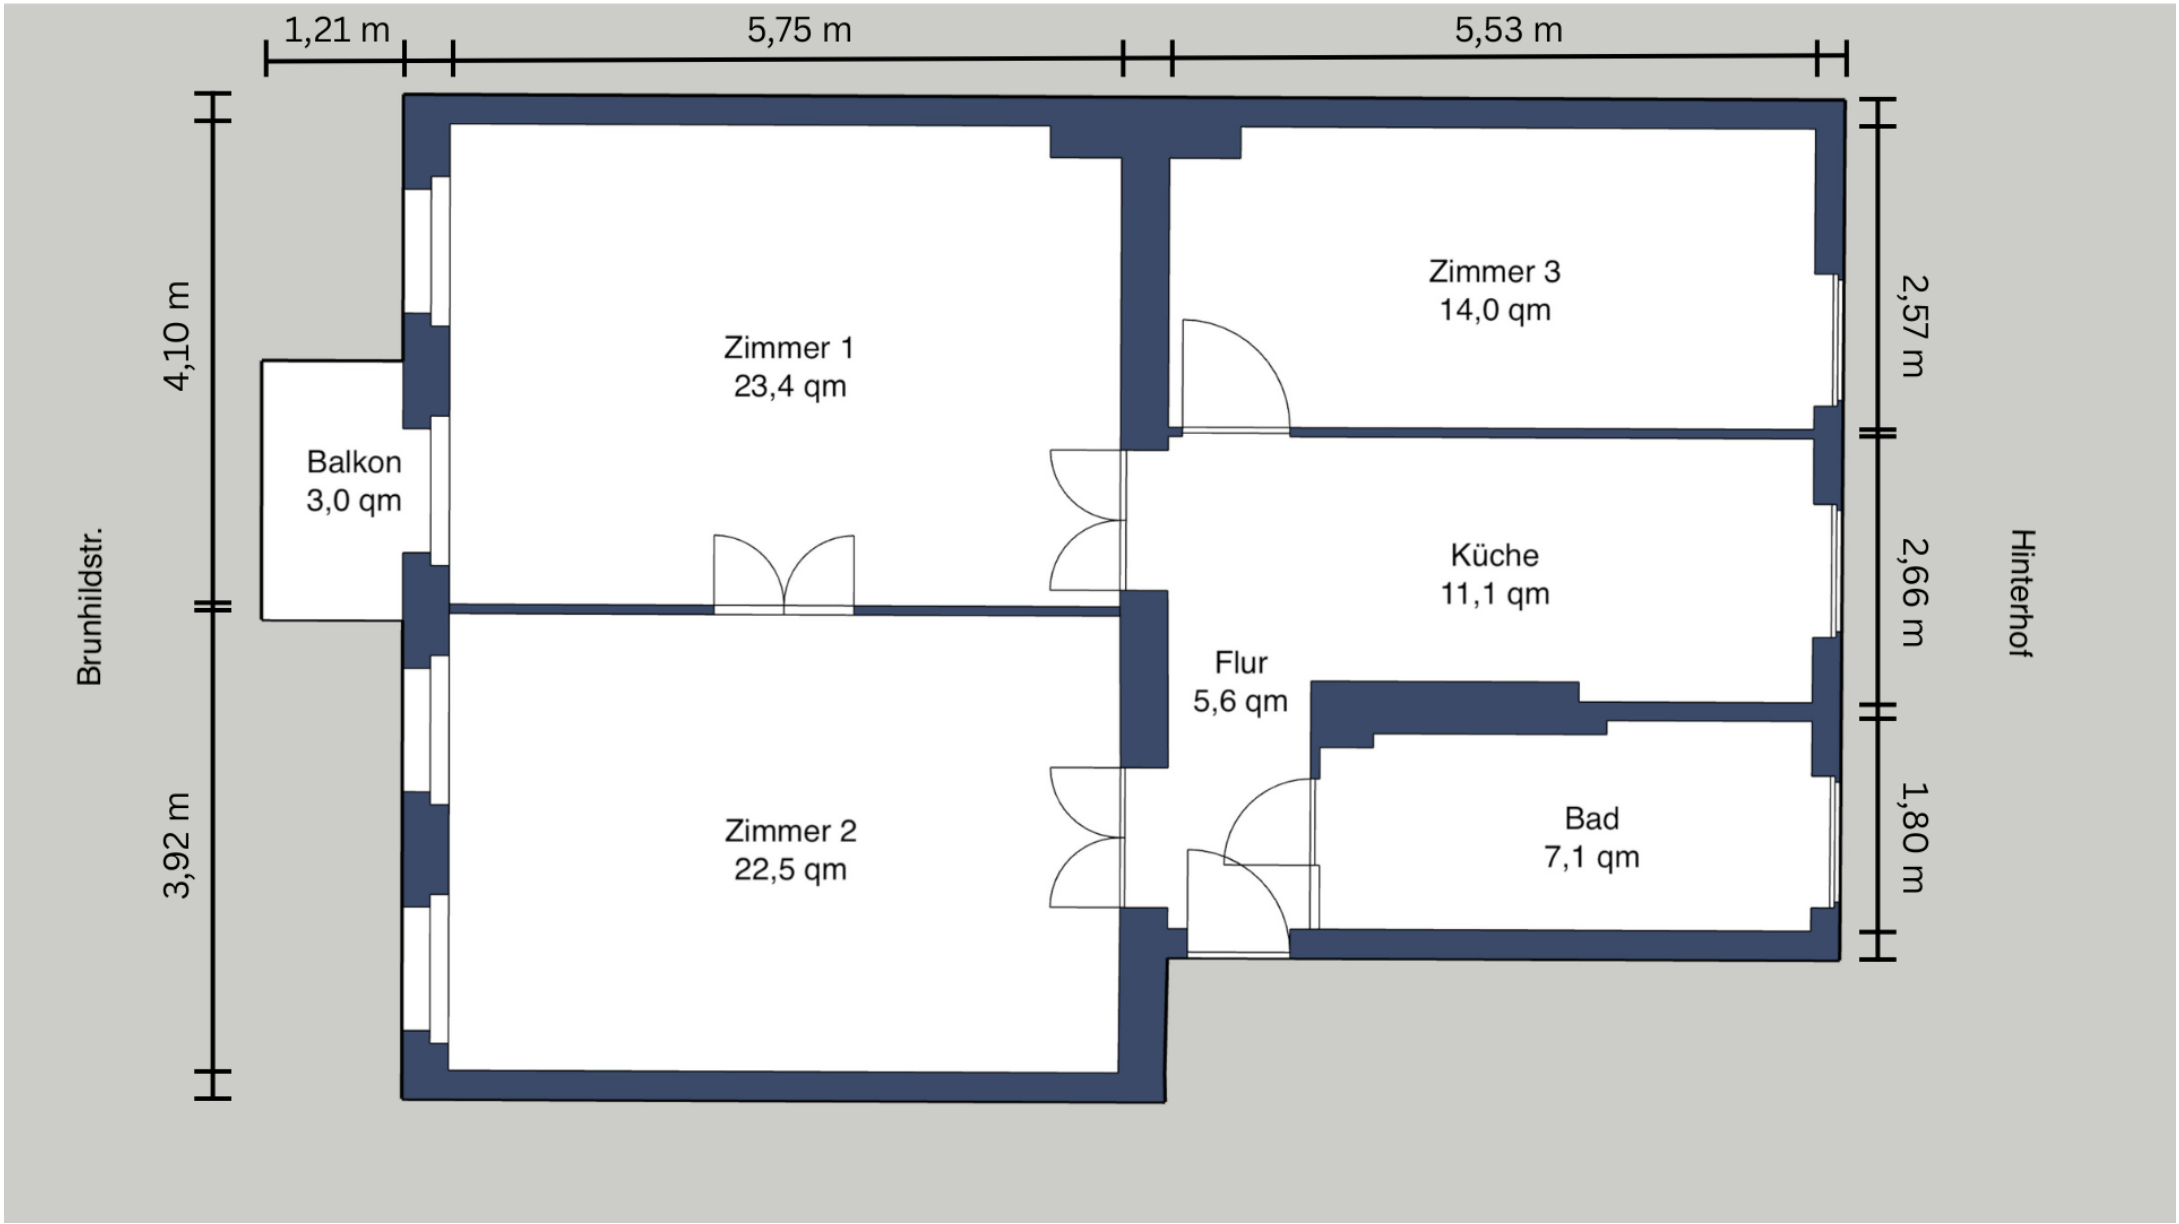 1,21 m
5,75 m
5,53 m
4,10 m
3,92 m
2,57 m
2,66 m
1,80 m
Brunhildstr.
Hinterhof
Zimmer 3
14,0 qm
Zimmer 1
23,4 qm
Balkon
3,0 qm
Küche
11,1 qm
Flur
5,6 qm
Zimmer 2
22,5 qm
Bad
7,1 qm